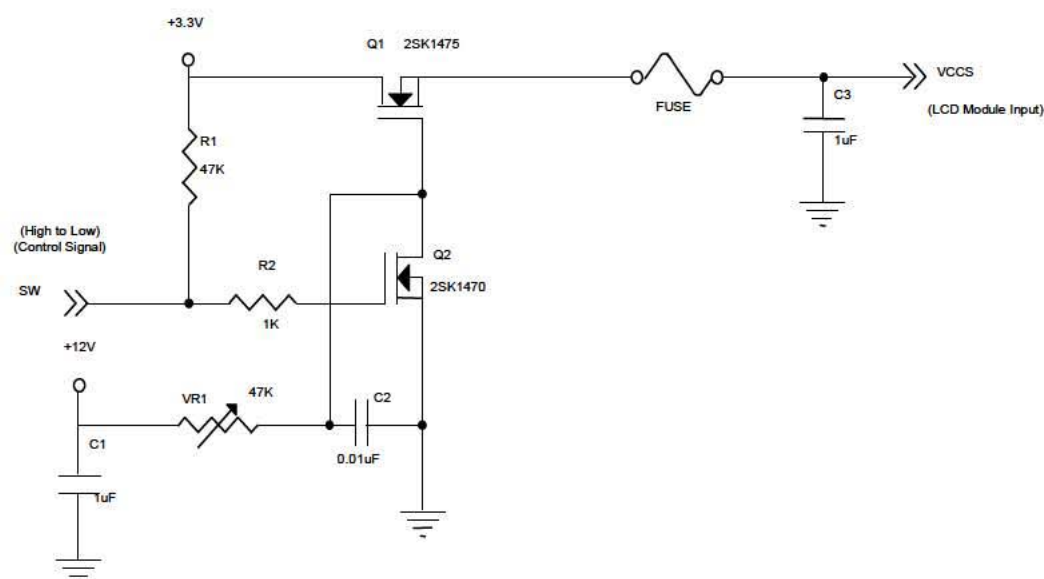 +3.3V
Q1 2SK1475
VCCS
FUSE
C3
(LCD Module Input)
R1
47K
1uF
(High to Low)
(Control Signal)
Q2
R2
SW
2SK1470
1K
+12V
VR1
47K
C2
C1
0.01uF
1uF